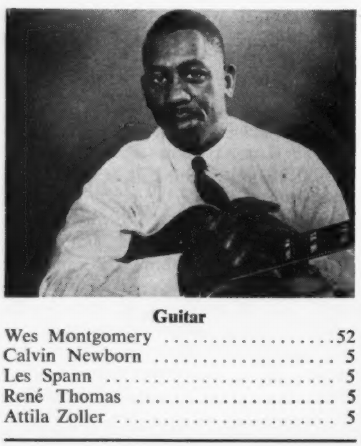 Guitar
Wes Montgomery ..................52
Calvin Newborn ................... 5
Les Spann ........................ 5
René Thomas ..................... 5
Attila Zoller ...................... 5